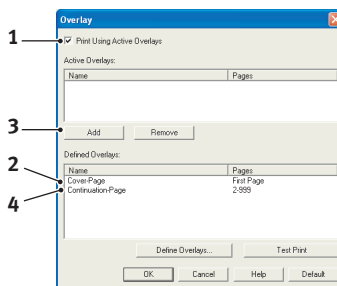 Overlay
1
Print Using Active Overlays
Active Overlays:
Name Pages
3
Add Remove
Defined Overlays:
Name Pages
2
Cover-Page First Page
4
Continuation-Page 2-999
Define Overlays... Test Print
OK Cancel Help Default